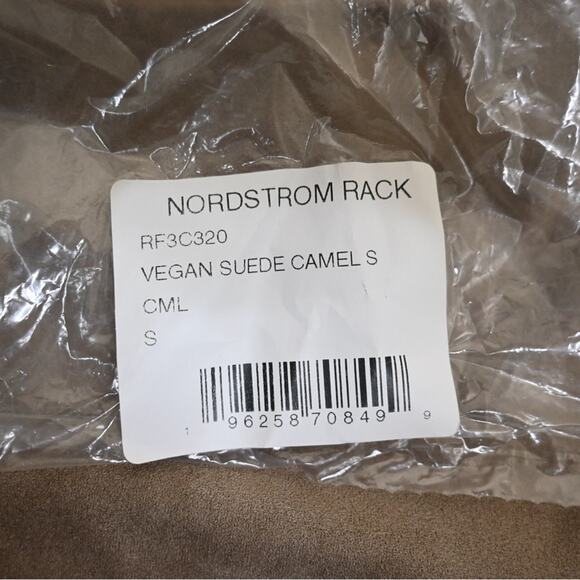 NORDSTROM RACK
RF3C320
VEGAN SUEDE CAMEL S
CML
S
1 96258 70849 9